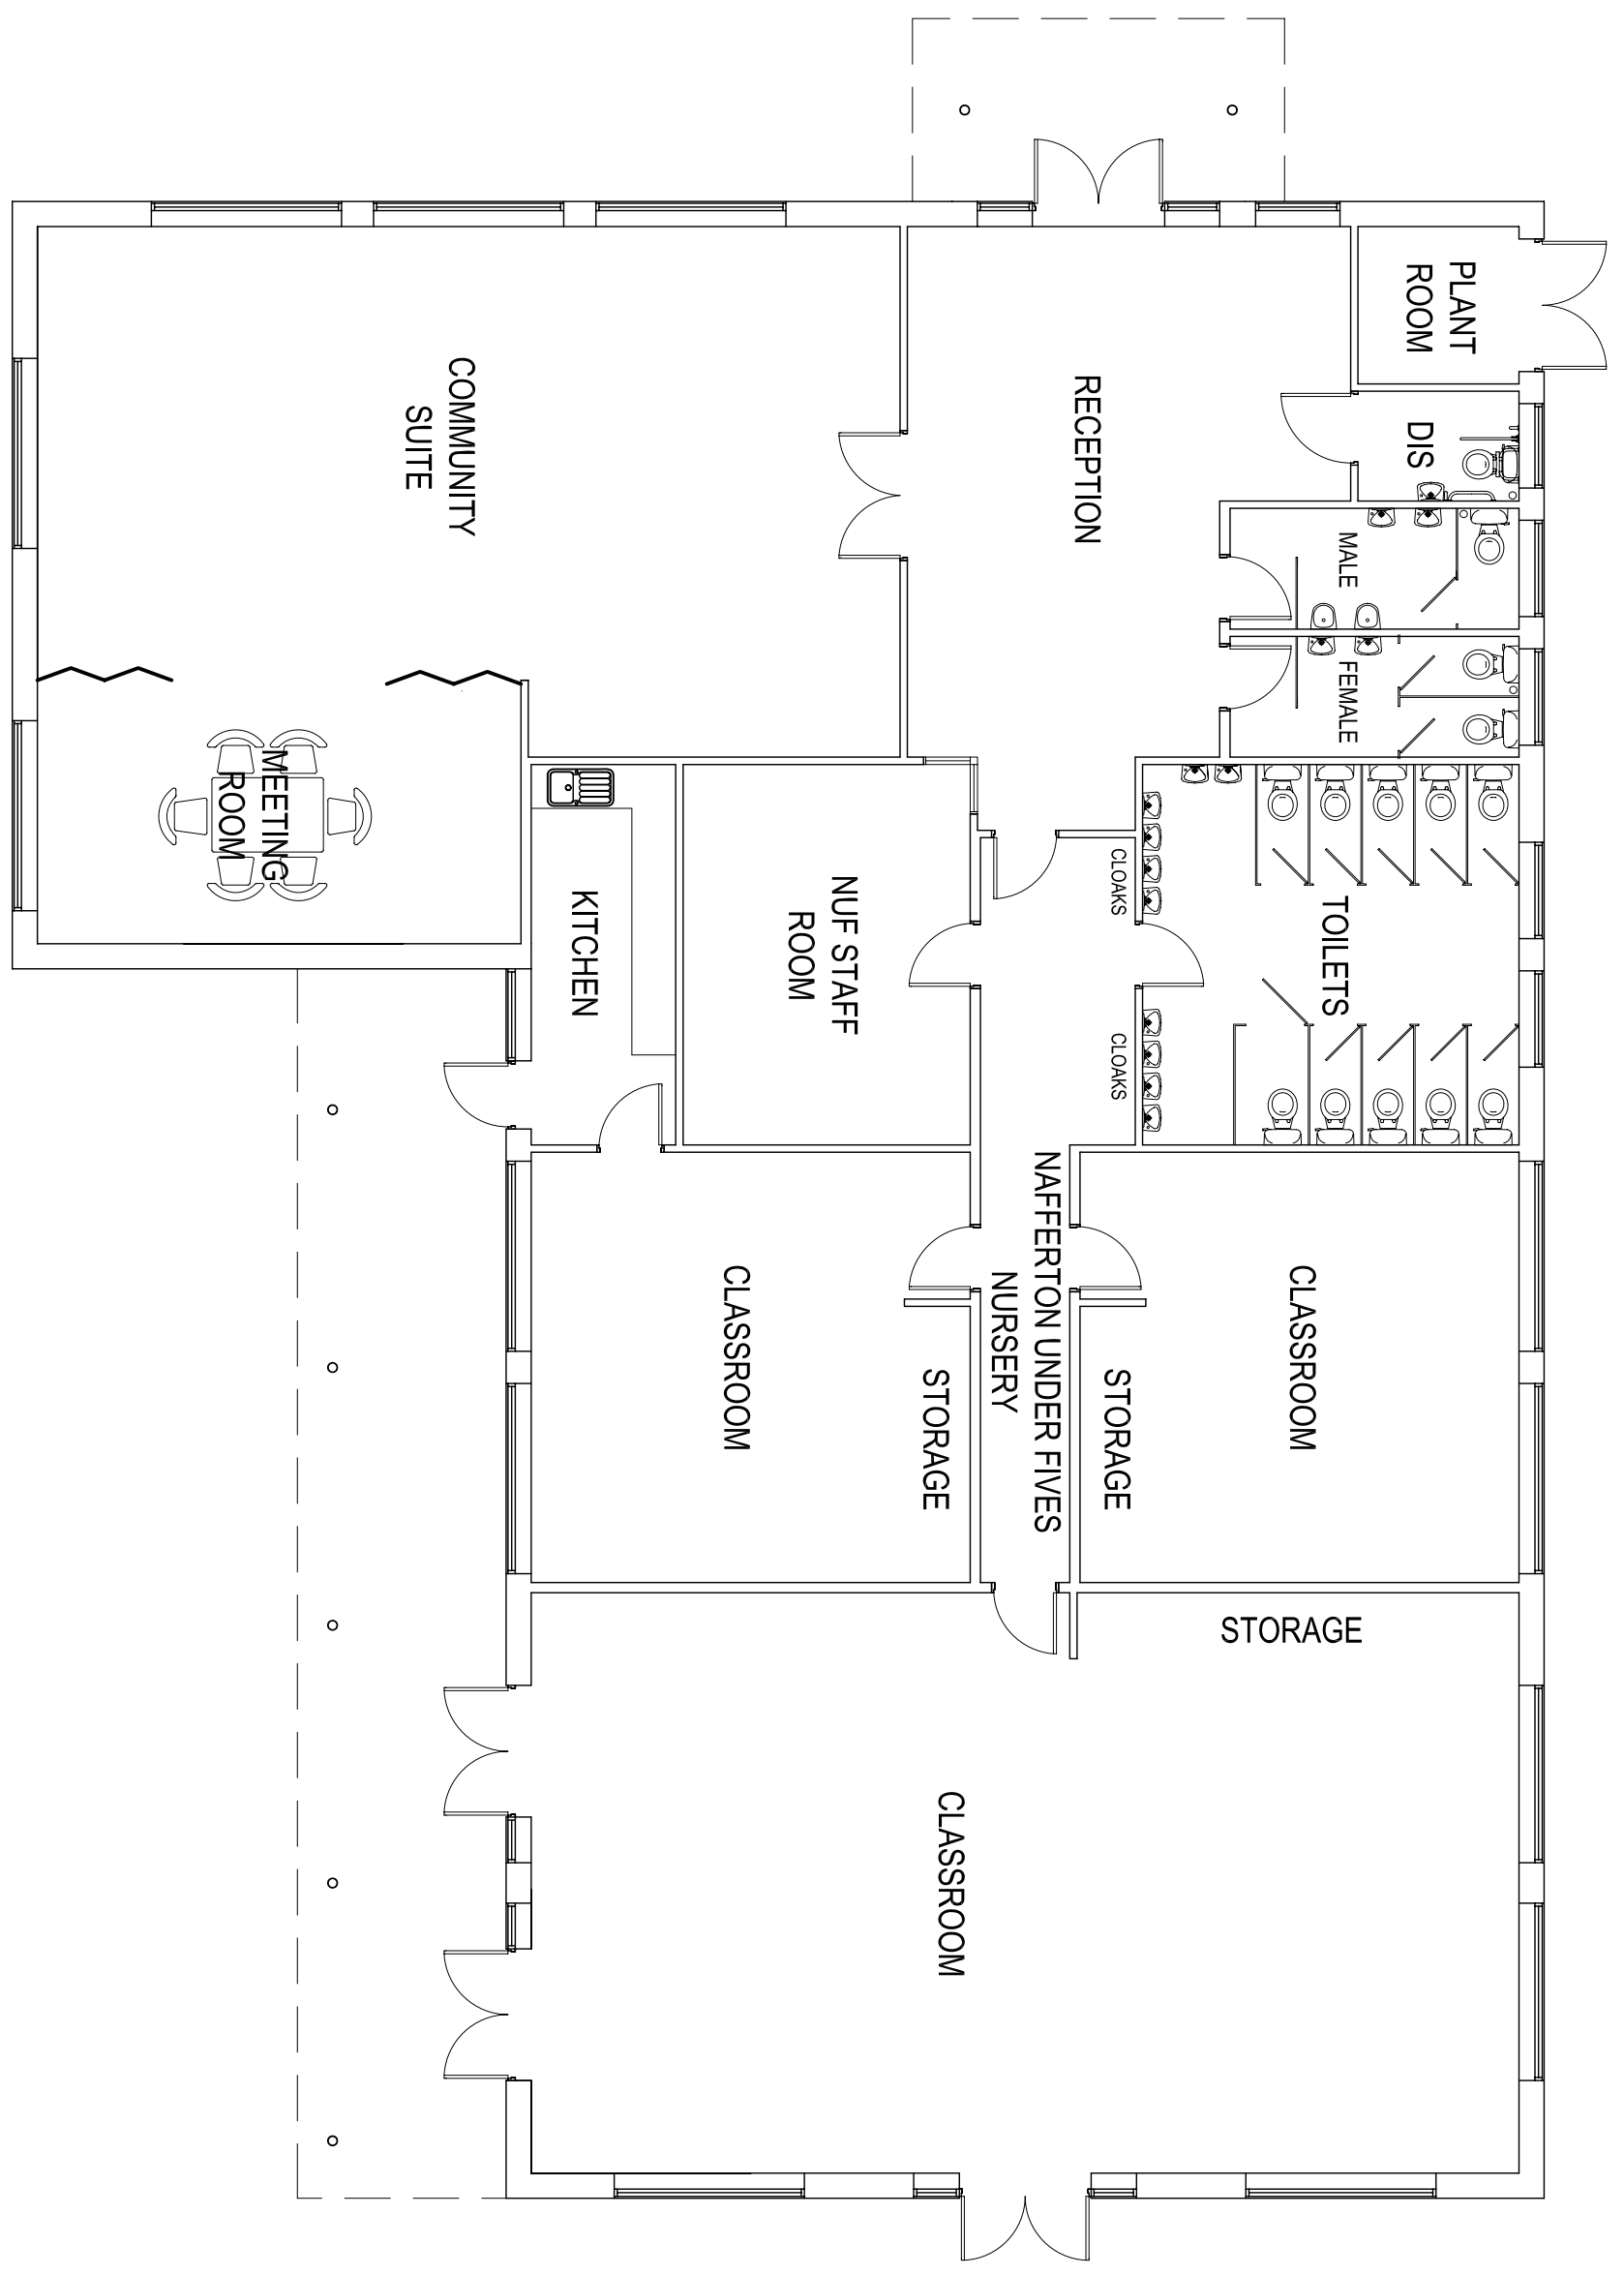 PLANT
ROOM
DIS
RECEPTION
COMMUNITY
SUITE
MALE
FEMALE
MEETING
ROOM
KITCHEN
NUF STAFF
ROOM
CLOAKS
CLOAKS
TOILETS
NAFFERTON UNDER FIVES
NURSERY
CLASSROOM
STORAGE
STORAGE
CLASSROOM
STORAGE
CLASSROOM